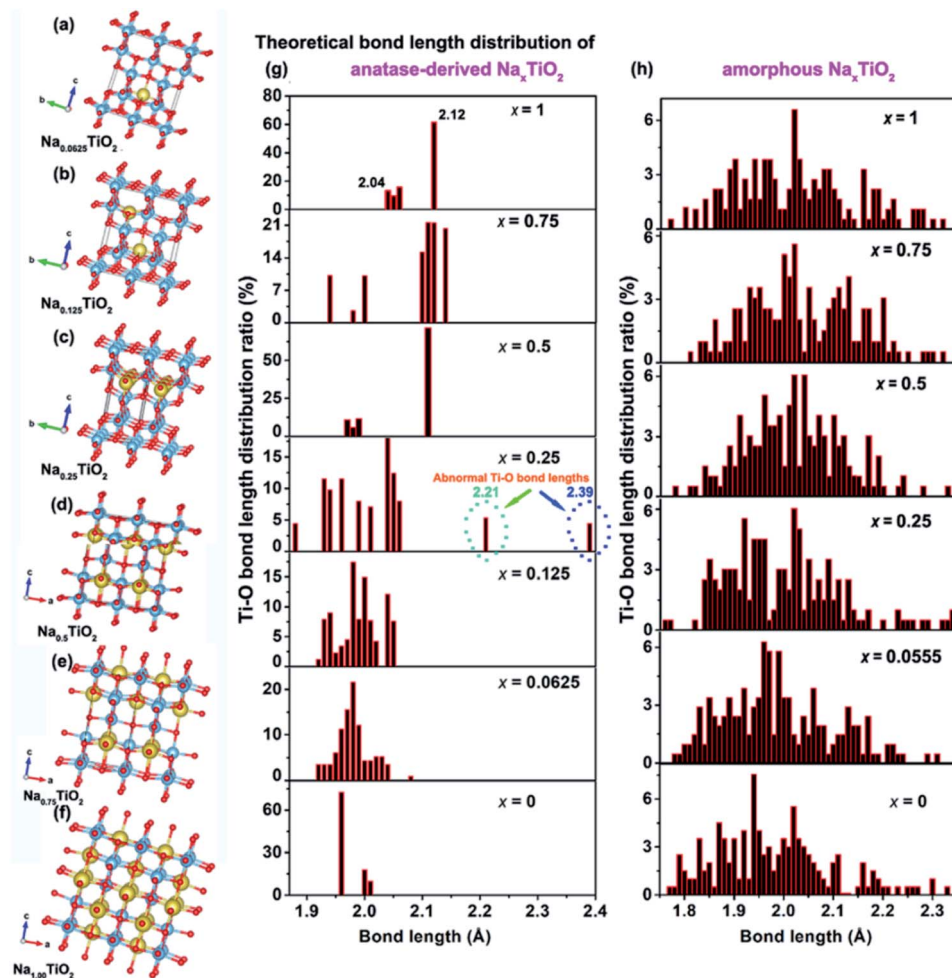 (a)
c
b
Na0.0625TiO2
(b)
c
b
Na0.125TiO2
(c)
c
b
Na0.25TiO2
(d)
c
a
Na0.5TiO2
(e)
c
a
Na0.75TiO2
(f)
c
a
Na1.00TiO2
Theoretical bond length distribution of
(g) anatase-derived NaxTiO2
Ti-O bond length distribution ratio (%)
80
60
40
20
0
2.04
2.12
x = 1
21
14
7
0
x = 0.75
50
25
0
x = 0.5
15
10
5
0
x = 0.25
Abnormal Ti-O bond lengths
2.21
2.39
15
10
5
0
x = 0.125
20
10
0
x = 0.0625
60
30
0
x = 0
1.9 2.0 2.1 2.2 2.3 2.4
Bond length (Å)
(h) amorphous NaxTiO2
Ti-O bond length distribution ratio (%)
6
3
0
x = 1
6
3
0
x = 0.75
6
3
0
x = 0.5
6
3
0
x = 0.25
6
3
0
x = 0.0555
6
3
0
x = 0
1.8 1.9 2.0 2.1 2.2 2.3
Bond length (Å)